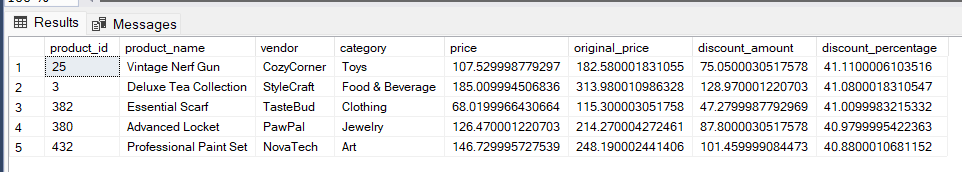 Results Messages
product_id product_name vendor category price original_price discount_amount discount_percentage
1 25 Vintage Nerf Gun CozyCorner Toys 107.529998779297 182.580001831055 75.0500030517578 41.1100006103516
2 3 Deluxe Tea Collection StyleCraft Food & Beverage 185.009994506836 313.980010986328 128.970001220703 41.0800018310547
3 382 Essential Scarf TasteBud Clothing 68.0199966430664 115.300003051758 47.2799987792969 41.0099983215332
4 380 Advanced Locket PawPal Jewelry 126.470001220703 214.270004272461 87.8000030517578 40.9799995422363
5 432 Professional Paint Set NovaTech Art 146.729995727539 248.190002441406 101.459999084473 40.8800010681152